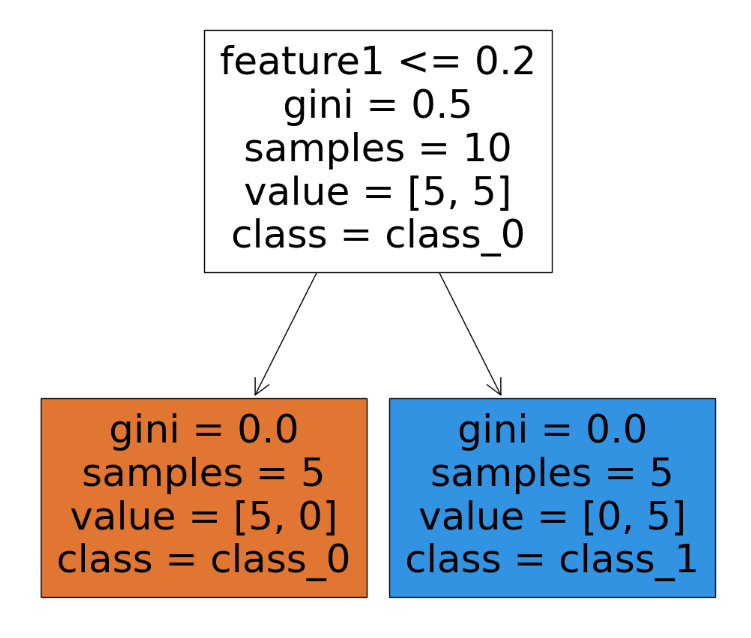 feature1 <= 0.2
gini = 0.5
samples = 10
value = [5, 5]
class = class_0
gini = 0.0
samples = 5
value = [5, 0]
class = class_0
gini = 0.0
samples = 5
value = [0, 5]
class = class_1